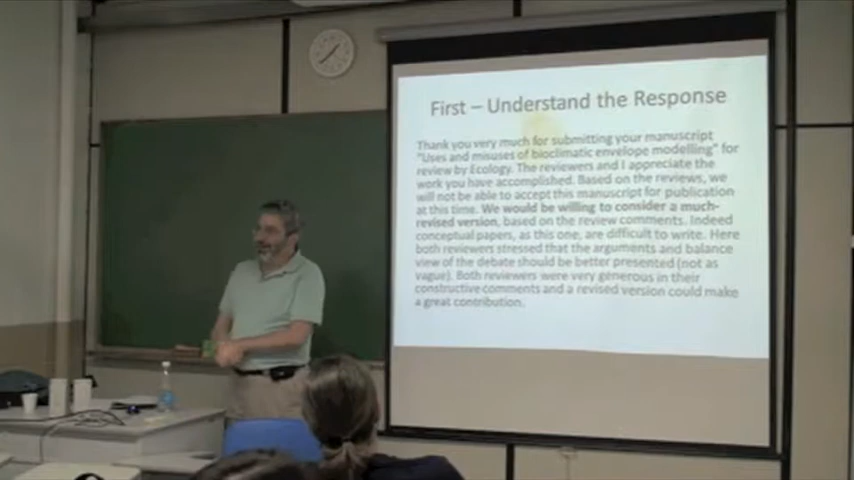 First – Understand the Response
Thank you very much for submitting your manuscript
"Uses and misuses of bioclimatic envelope modelling" for
review by Ecology. The reviewers and I appreciate the
work you have accomplished. Based on the reviews, we
will not be able to accept this manuscript for publication
at this time. We would be willing to consider a much-
revised version, based on the review comments. Indeed
conceptual papers, as this one, are difficult to write. Here
both reviewers stressed that the arguments and balance
view of the debate should be better presented (not as
vague). Both reviewers were very generous in their
constructive comments and a revised version could make
a great contribution.